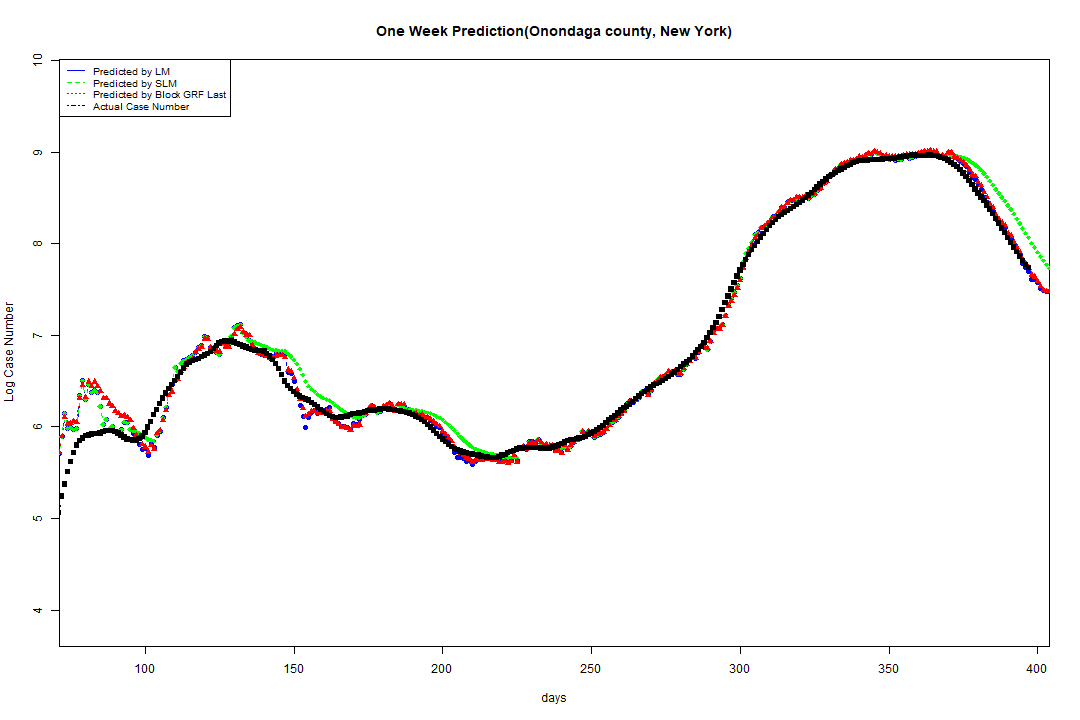 One Week Prediction(Onondaga county, New York)
Predicted by LM
Predicted by SLM
Predicted by Block GRF Last
Actual Case Number
10
9
8
7
6
5
4
Log Case Number
100 150 200 250 300 350 400
days